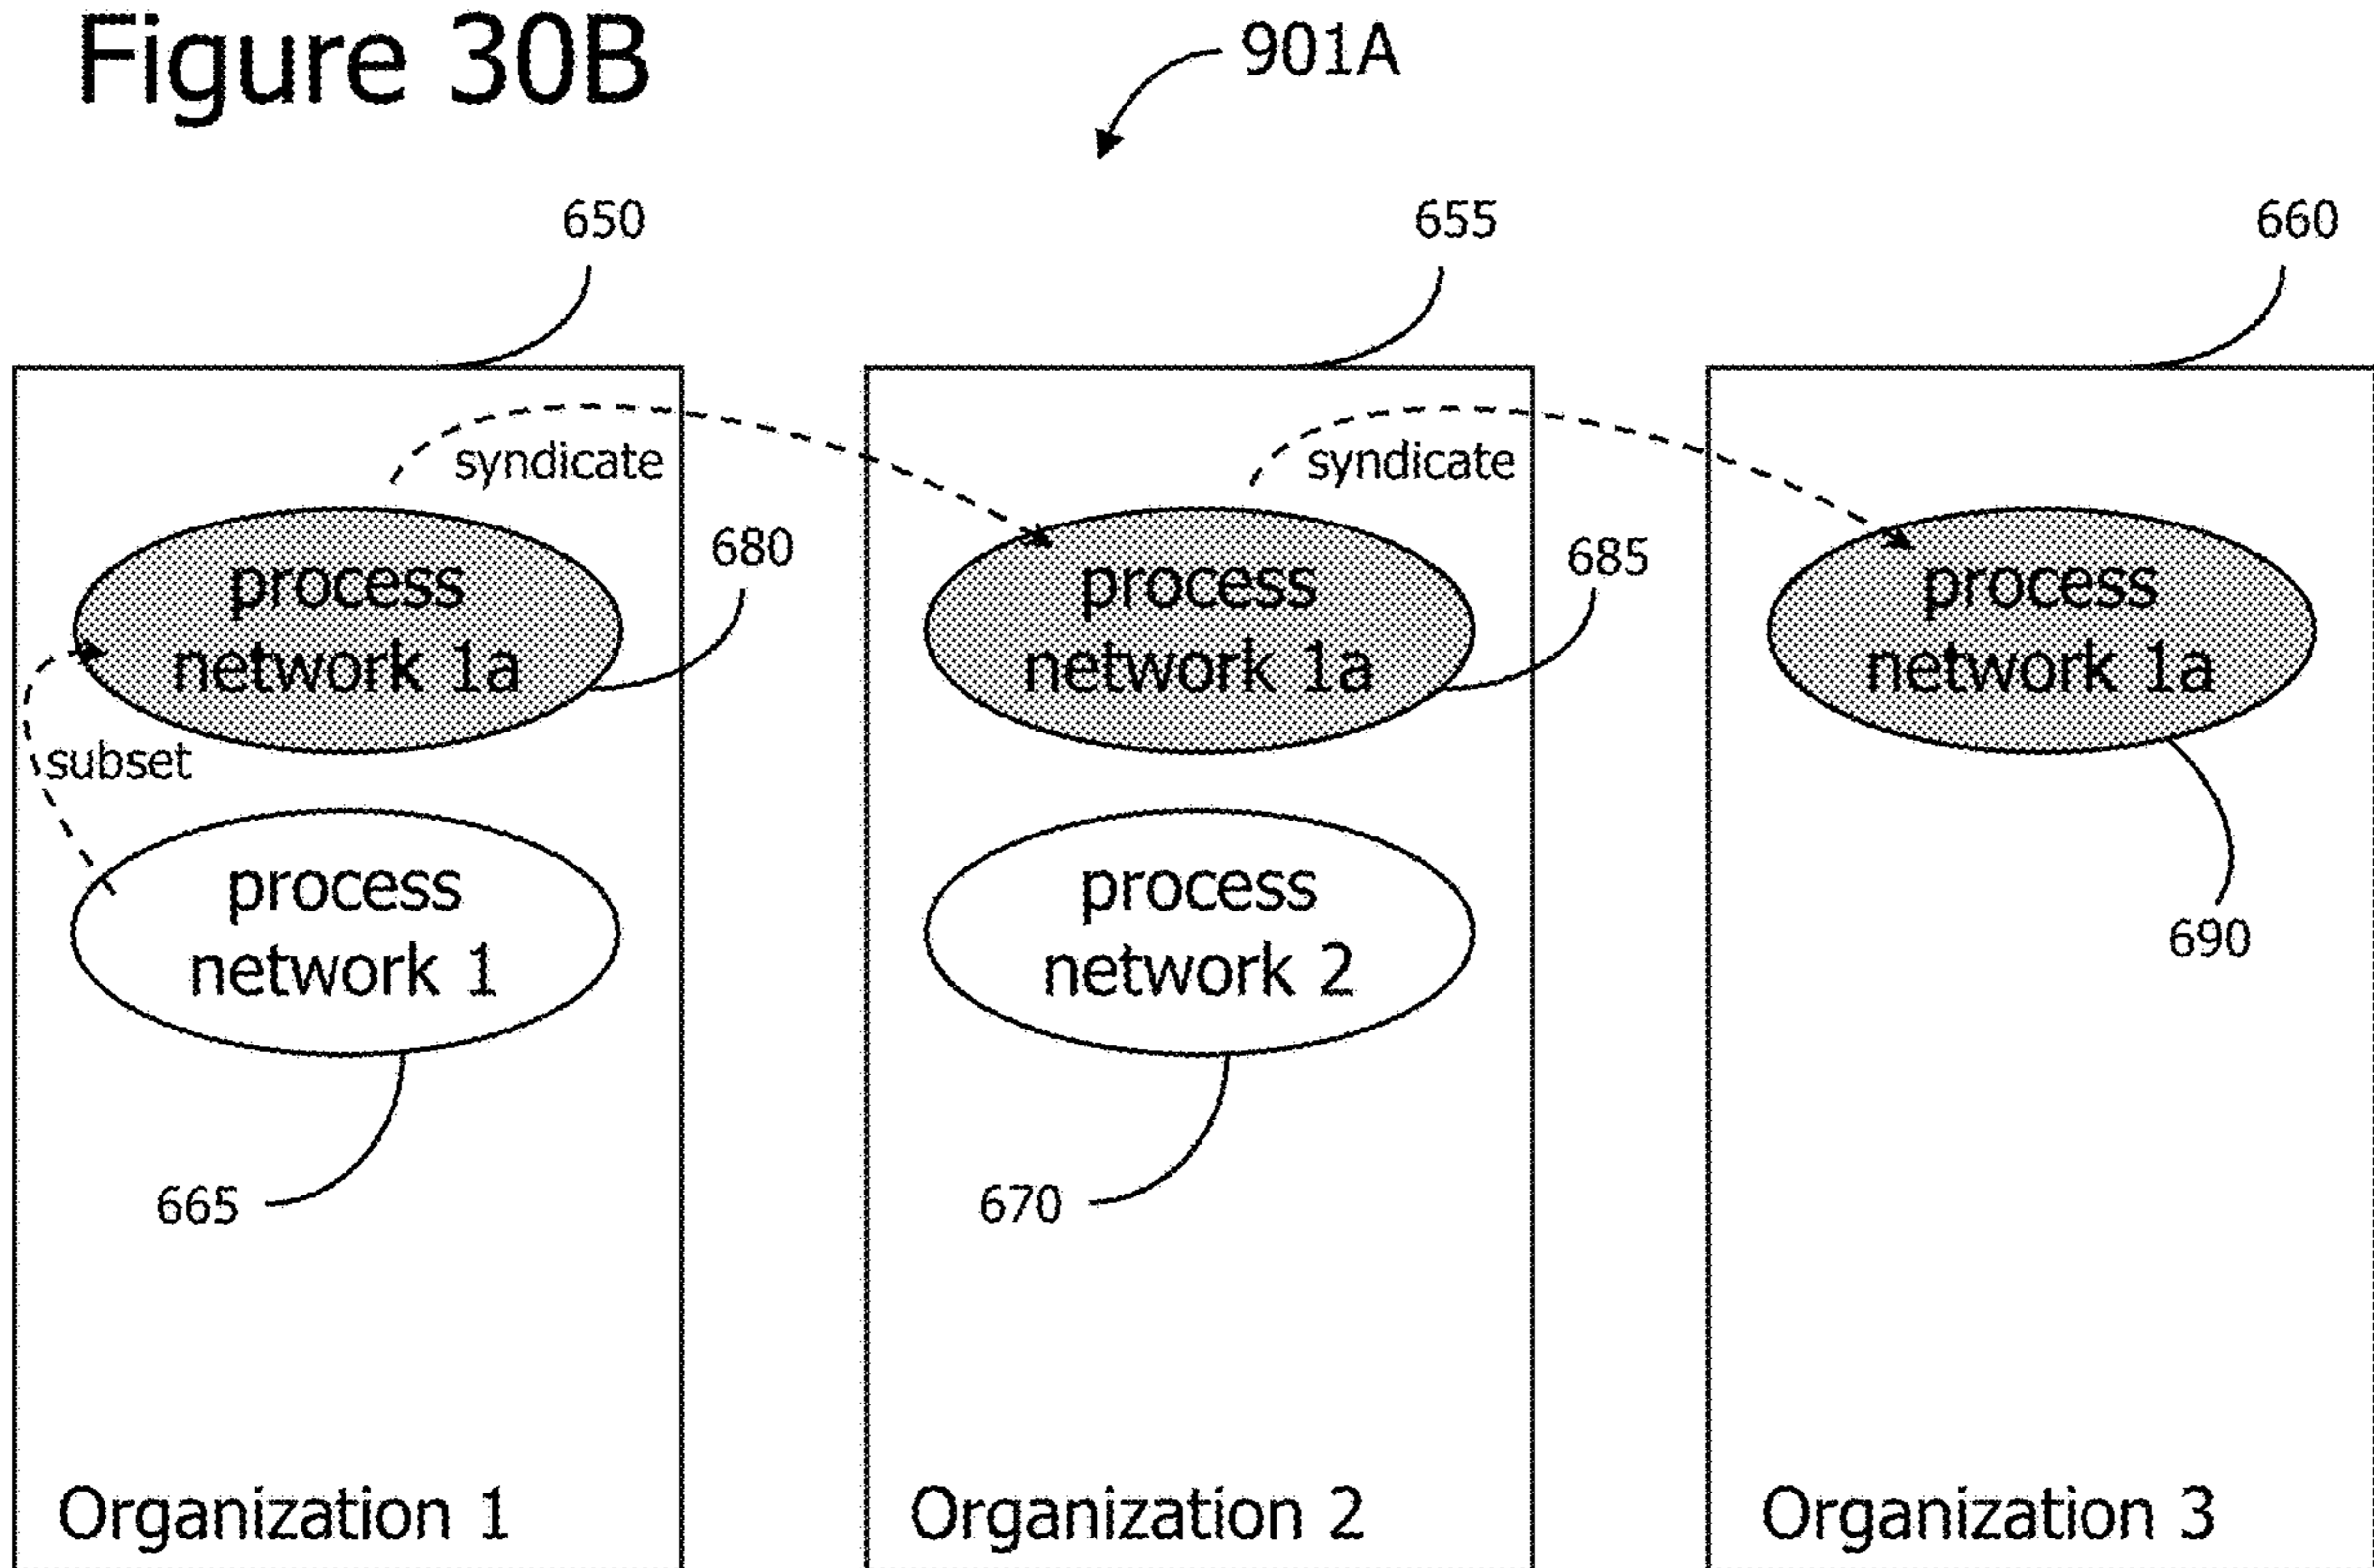 Figure 30B
901A
650
655
660
syndicate
syndicate
680
685
process
network 1a
process
network 1a
process
network 1a
subset
process
network 1
process
network 2
690
665
670
Organization 1
Organization 2
Organization 3